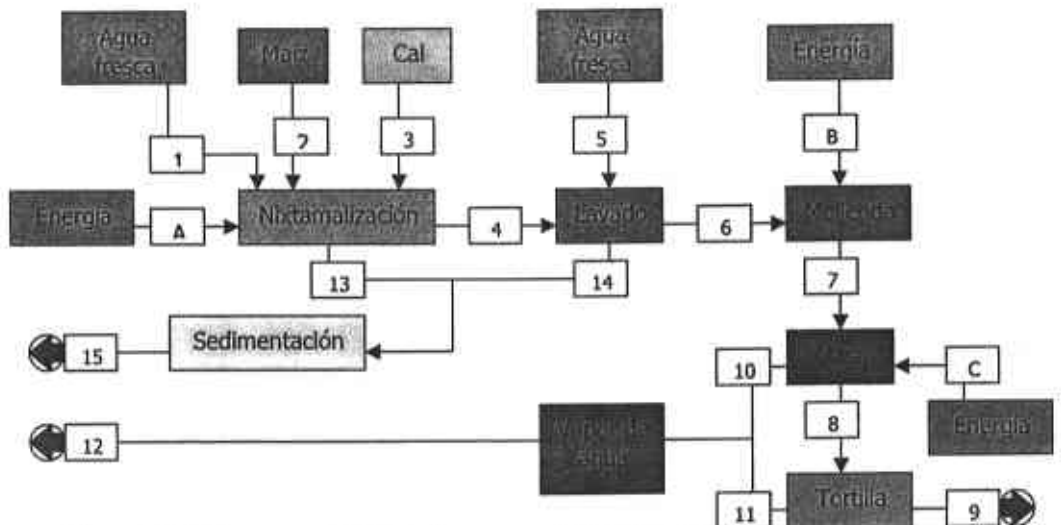 Agua
fresca
Maíz
Cal
Agua
fresca
Energía
1
2
3
5
B
Energía
A
Nixtamalización
4
Lavado
6
Molienda
13
14
7
15
Sedimentación
10
C
12
Agua
8
Energía
11
Tortilla
9